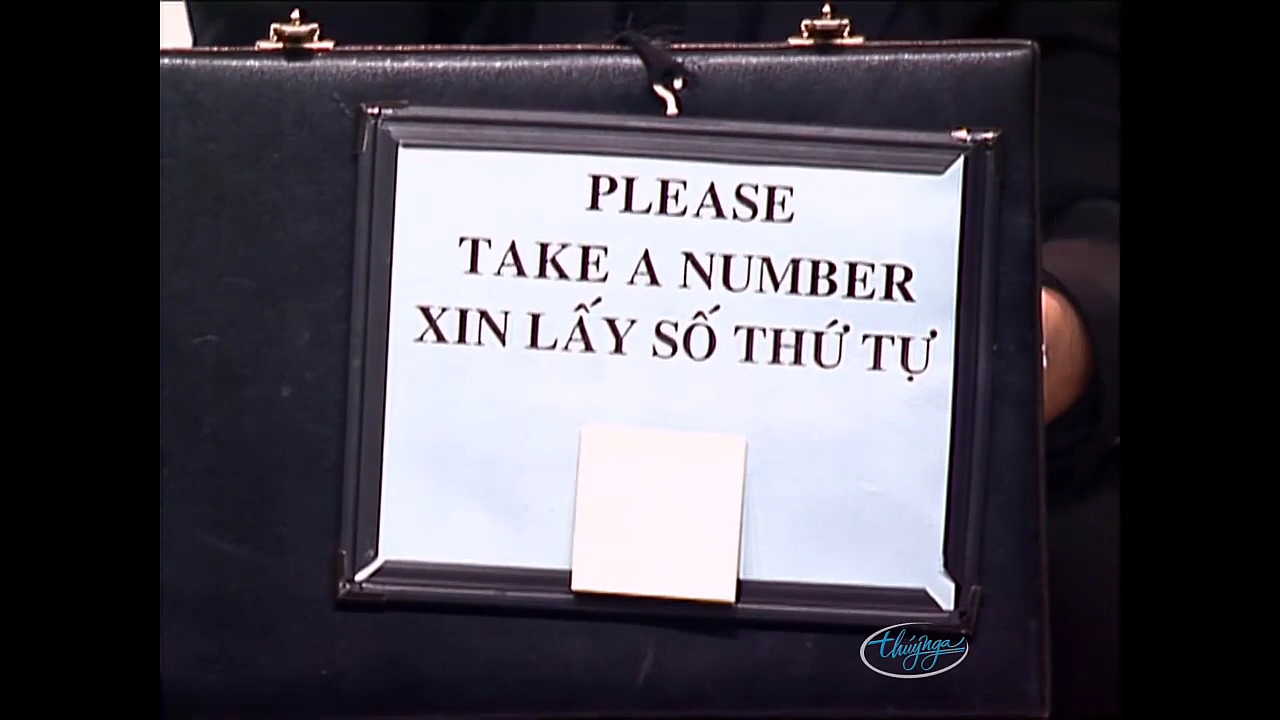 PLEASE
TAKE A NUMBER
XIN LẤY SỐ THỨ TỰ
thúynga